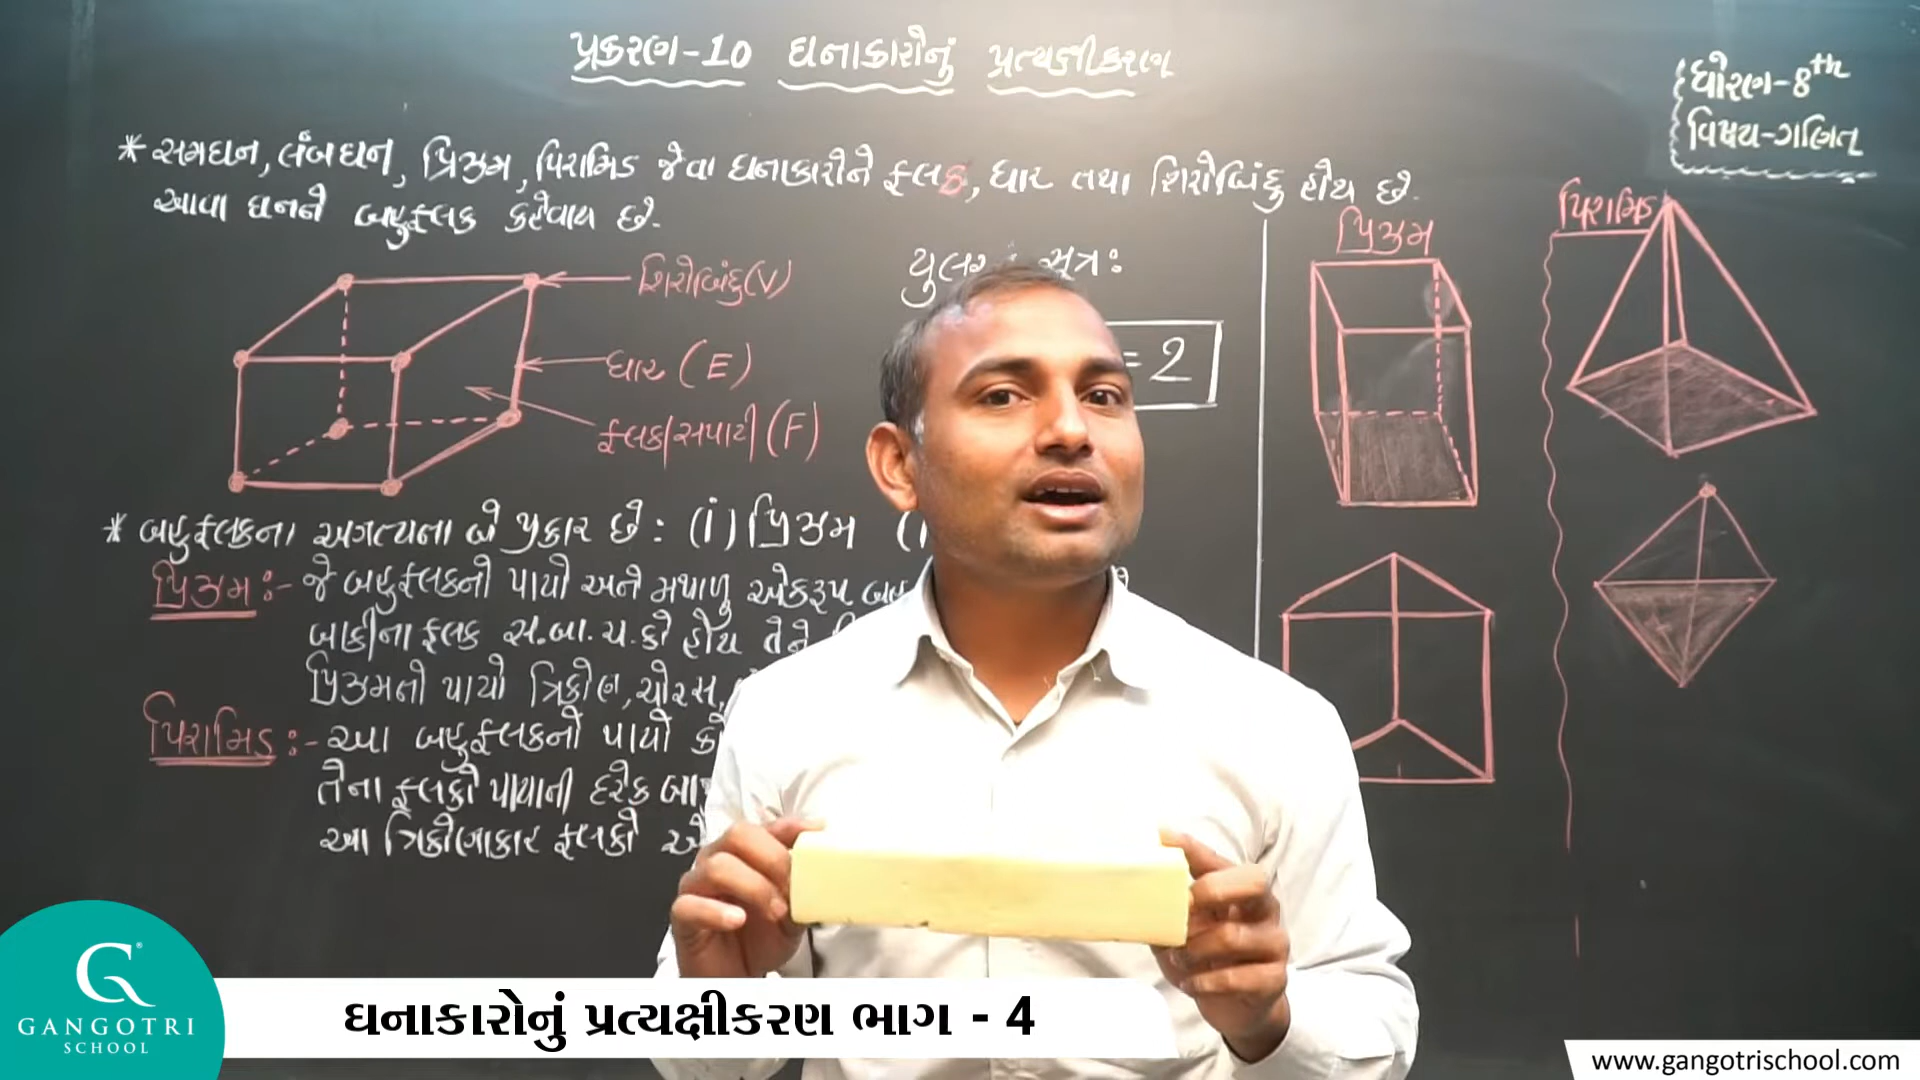 પ્રકરણ-10 ઘનાકારોનું પ્રત્યક્ષીકરણ
ધોરણ-8th
વિષય-ગણિત
* સમઘન, લંબઘન, પ્રિઝમ, પિરામિડ જેવા ઘનાકારોને ફલક, ધાર તથા શિરોબિંદુ હોય છે.
આવા ઘનને બહુફલક કહેવાય છે.
શિરોબિંદુ (V)
ધાર (E)
ફલક/સપાટી (F)
સૂત્ર:
= 2
પ્રિઝમ
પિરામિડ
* બહુફલકના અગત્યના બે પ્રકાર છે : (i) પ્રિઝમ
પ્રિઝમ :- જે બહુફલકનો પાયો અને મથાળુ એકરૂપ
બાકીના ફલક સ.બા.ચ.કો હોય તેને
પ્રિઝમનો પાયો ત્રિકોણ, ચોરસ,
પિરામિડ :- આ બહુફલકનો પાયો
તેના ફલકો પાયાની દરેક
આ ત્રિકોણાકાર ફલકો
G
GANGOTRI
SCHOOL
ઘનાકારોનું પ્રત્યક્ષીકરણ ભાગ - 4
www.gangotrischool.com